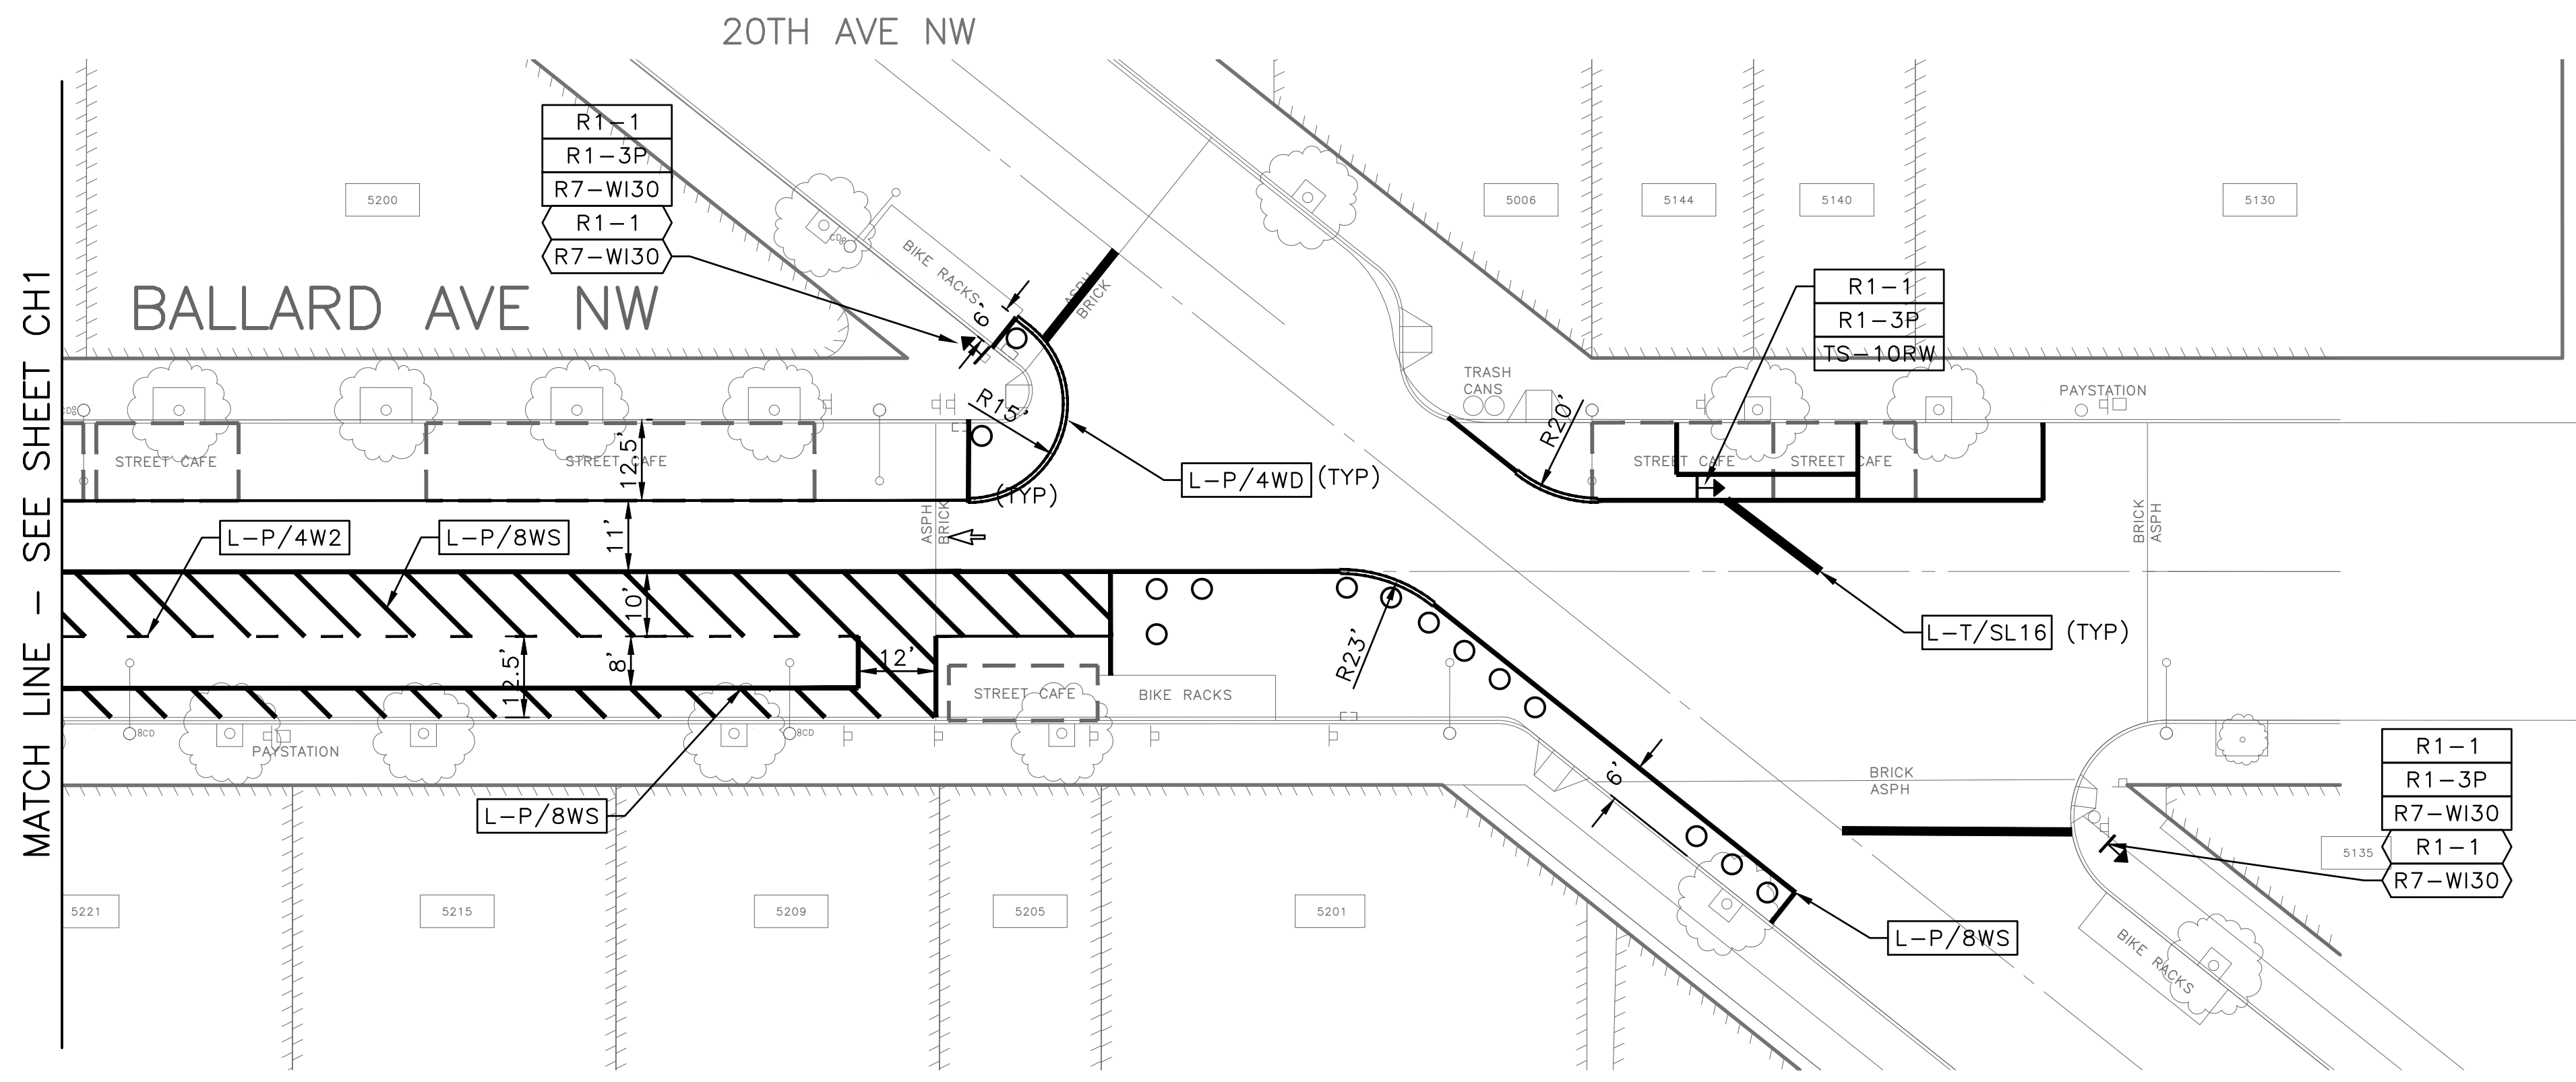 20TH AVE NW
R1-1
R1-3P
R7-WI30
R1-1
R7-WI30
5200
5006
5144
5140
5130
CD8
BIKE RACKS
6'
ASPH
BRICK
R1-1
R1-3P
TS-10RW
BALLARD AVE NW
MATCH LINE - SEE SHEET CH1
TRASH
CANS
PAYSTATION
R15'
R20'
STREET CAFE
STREET CAFE
12.5'
(TYP)
L-P/4WD (TYP)
STREET CAFE
STREET CAFE
L-P/4W2
L-P/8WS
11'
ASPH
BRICK
BRICK
ASPH
10'
L-T/SL16 (TYP)
12.5'
8'
12'
R23'
STREET CAFE
BIKE RACKS
8CD
8CD
PAYSTATION
6'
BRICK
ASPH
R1-1
R1-3P
R7-WI30
R1-1
R7-WI30
L-P/8WS
5135
5221
5215
5209
5205
5201
L-P/8WS
BIKE RACKS